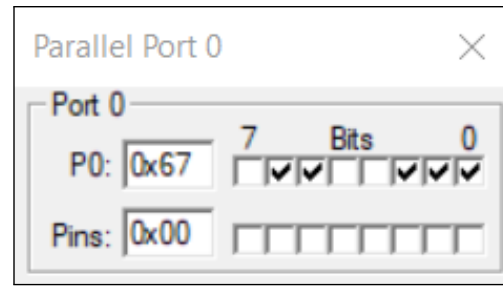 Parallel Port 0
Port 0
7 Bits 0
P0: 0x67
Pins: 0x00